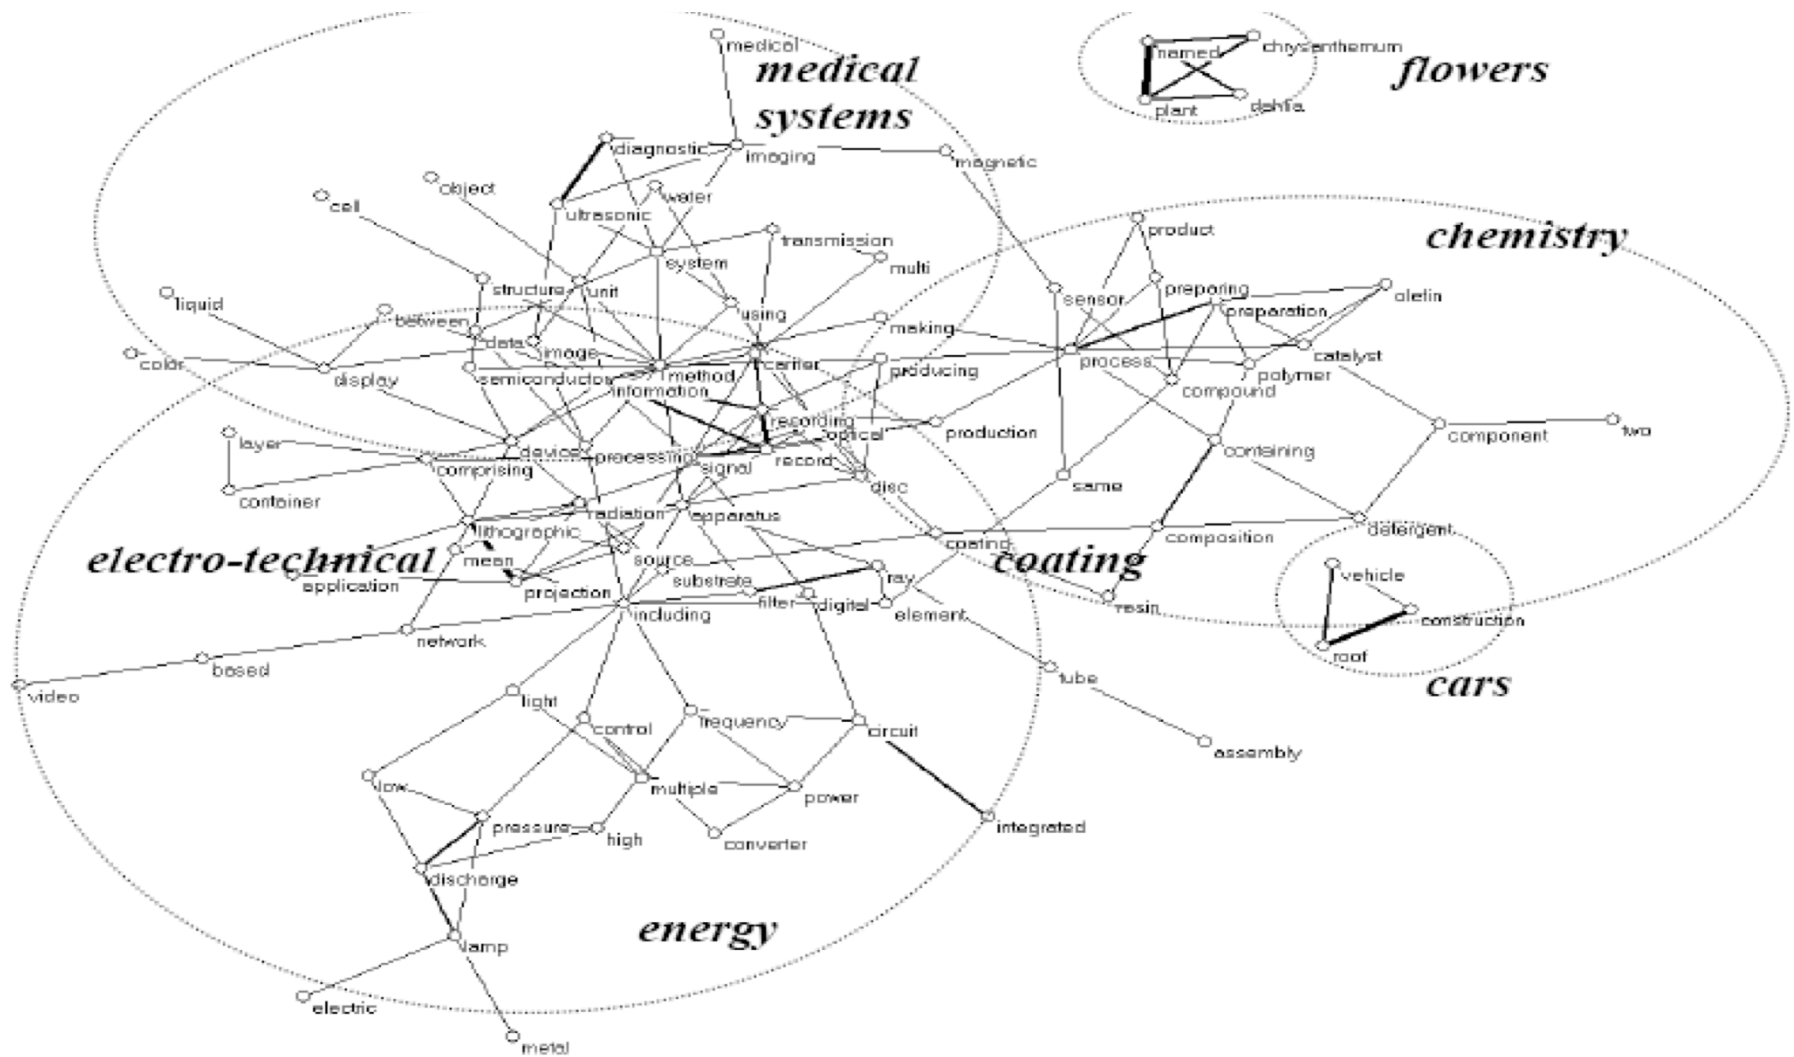 medical
medical
systems
named
chrysanthemum
flowers
plant
dahlia
diagnostic
imaging
magnetic
object
cell
water
ultrasonic
transmission
product
chemistry
system
multi
structure
unit
preparing
olefin
liquid
sensor
preparation
using
between
making
data
image
color
display
semiconductor
method
carrier
producing
process
catalyst
polymer
information
compound
recording
optical
production
component
two
layer
device
processing
signal
record
containing
comprising
container
disc
same
radiation
apparatus
lithographic
coating
composition
detergent
electro-technical
mean
source
coating
vehicle
application
projection
substrate
ray
filter
digital
element
resin
construction
including
network
roof
based
tube
cars
video
light
control
frequency
circuit
assembly
low
multiple
power
pressure
high
converter
integrated
discharge
energy
lamp
electric
metal